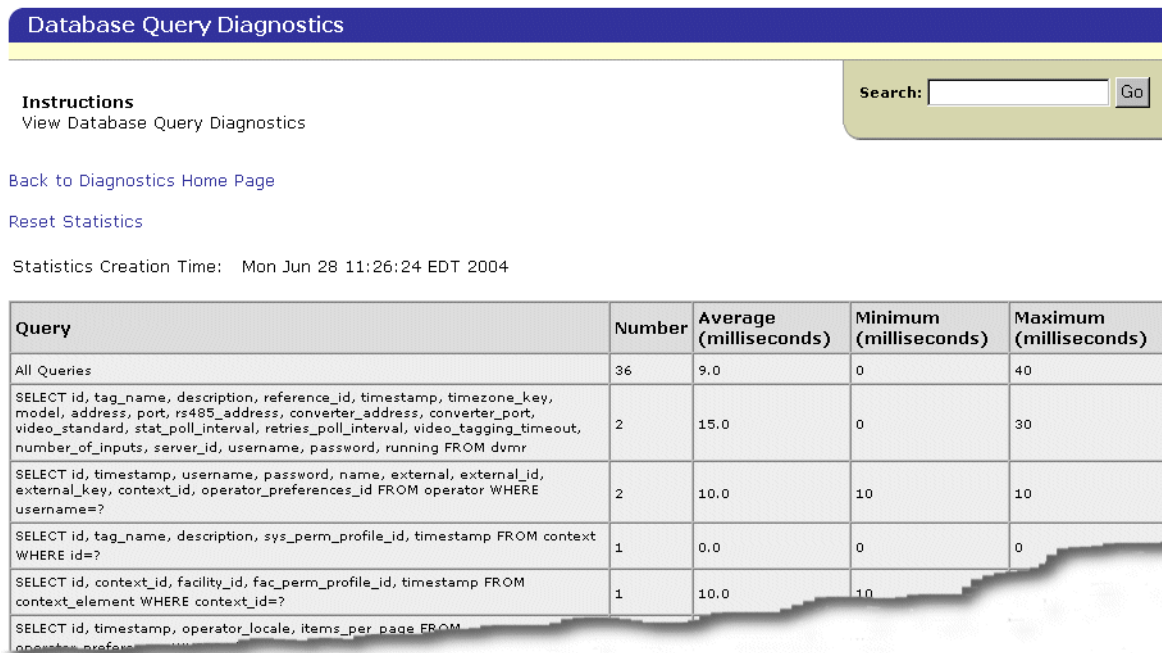 Database Query Diagnostics
Search:
Go
Instructions
View Database Query Diagnostics
Back to Diagnostics Home Page
Reset Statistics
Statistics Creation Time: Mon Jun 28 11:26:24 EDT 2004
Query Number Average (milliseconds) Minimum (milliseconds) Maximum (milliseconds)
All Queries 36 9.0 0 40
SELECT id, tag_name, description, reference_id, timestamp, timezone_key,
model, address, port, rs485_address, converter_address, converter_port,
video_standard, stat_poll_interval, retries_poll_interval, video_tagging_timeout,
number_of_inputs, server_id, username, password, running FROM dvmr
2 15.0 0 30
SELECT id, timestamp, username, password, name, external, external_id,
external_key, context_id, operator_preferences_id FROM operator WHERE
username=?
2 10.0 10 10
SELECT id, tag_name, description, sys_perm_profile_id, timestamp FROM context
WHERE id=?
1 0.0 0 0
SELECT id, context_id, facility_id, fac_perm_profile_id, timestamp FROM
context_element WHERE context_id=?
1 10.0 10
SELECT id, timestamp, operator_locale, items_per_page FROM